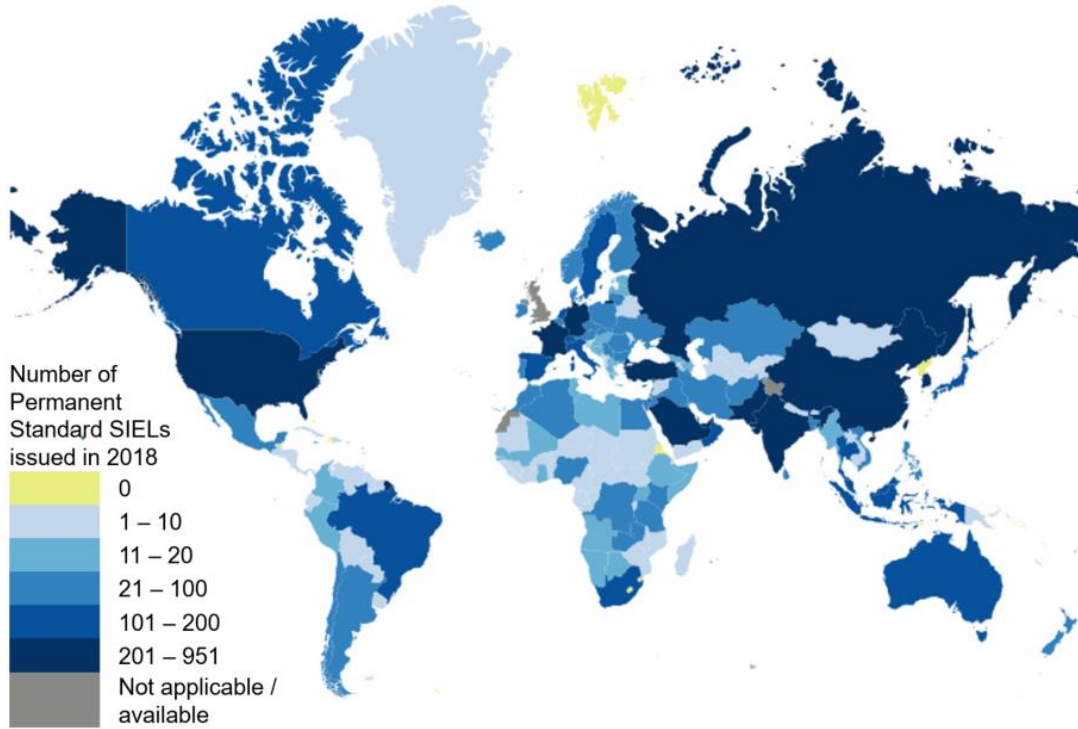 Number of
Permanent
Standard SIELs
issued in 2018
0
1 – 10
11 – 20
21 – 100
101 – 200
201 – 951
Not applicable /
available